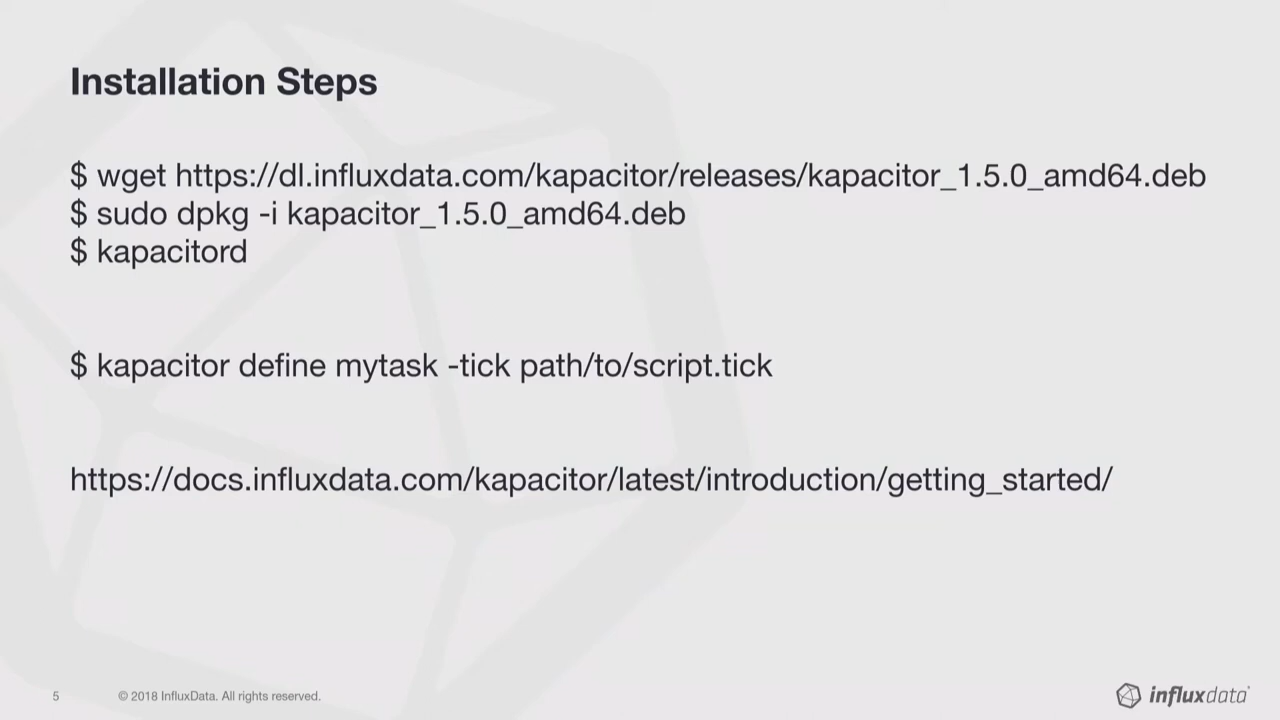 Installation Steps
$ wget https://dl.influxdata.com/kapacitor/releases/kapacitor_1.5.0_amd64.deb
$ sudo dpkg -i kapacitor_1.5.0_amd64.deb
$ kapacitord
$ kapacitor define mytask -tick path/to/script.tick
https://docs.influxdata.com/kapacitor/latest/introduction/getting_started/
5
© 2018 InfluxData. All rights reserved.
influxdata